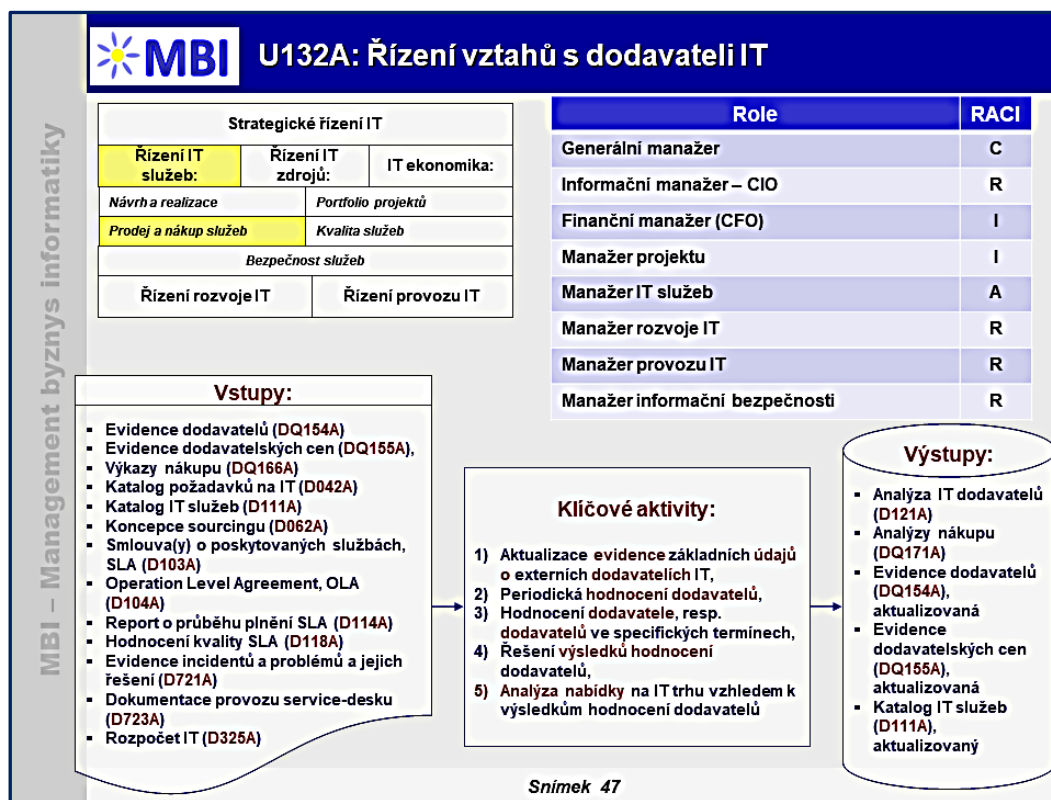 MBI
U132A: Řízení vztahů s dodavateli IT
MBI – Management byznys informatiky
Strategické řízení IT
Řízení IT
služeb:
Řízení IT
zdrojů:
IT ekonomika:
Návrh a realizace
Portfolio projektů
Prodej a nákup služeb
Kvalita služeb
Bezpečnost služeb
Řízení rozvoje IT
Řízení provozu IT
Role RACI
Generální manažer C
Informační manažer – CIO R
Finanční manažer (CFO) I
Manažer projektu I
Manažer IT služeb A
Manažer rozvoje IT R
Manažer provozu IT R
Manažer informační bezpečnosti R
Vstupy:
▪ Evidence dodavatelů (DQ154A)
▪ Evidence dodavatelských cen (DQ155A),
▪ Výkazy nákupu (DQ166A)
▪ Katalog požadavků na IT (D042A)
▪ Katalog IT služeb (D111A)
▪ Koncepce sourcingu (D062A)
▪ Smlouva(y) o poskytovaných službách,
SLA (D103A)
▪ Operation Level Agreement, OLA
(D104A)
▪ Report o průběhu plnění SLA (D114A)
▪ Hodnocení kvality SLA (D118A)
▪ Evidence incidentů a problémů a jejich
řešení (D721A)
▪ Dokumentace provozu service-desku
(D723A)
▪ Rozpočet IT (D325A)
Klíčové aktivity:
1) Aktualizace evidence základních údajů
o externích dodavatelích IT,
2) Periodická hodnocení dodavatelů,
3) Hodnocení dodavatele, resp.
dodavatelů ve specifických termínech,
4) Řešení výsledků hodnocení
dodavatelů,
5) Analýza nabídky na IT trhu vzhledem k
výsledkům hodnocení dodavatelů
Výstupy:
▪ Analýza IT dodavatelů
(D121A)
▪ Analýzy nákupu
(DQ171A)
▪ Evidence dodavatelů
(DQ154A),
aktualizovaná
▪ Evidence
dodavatelských cen
(DQ155A),
aktualizovaná
▪ Katalog IT služeb
(D111A),
aktualizovaný
Snímek 47